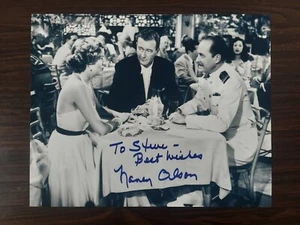 To Steve -
Best Wishes
Nancy Olson